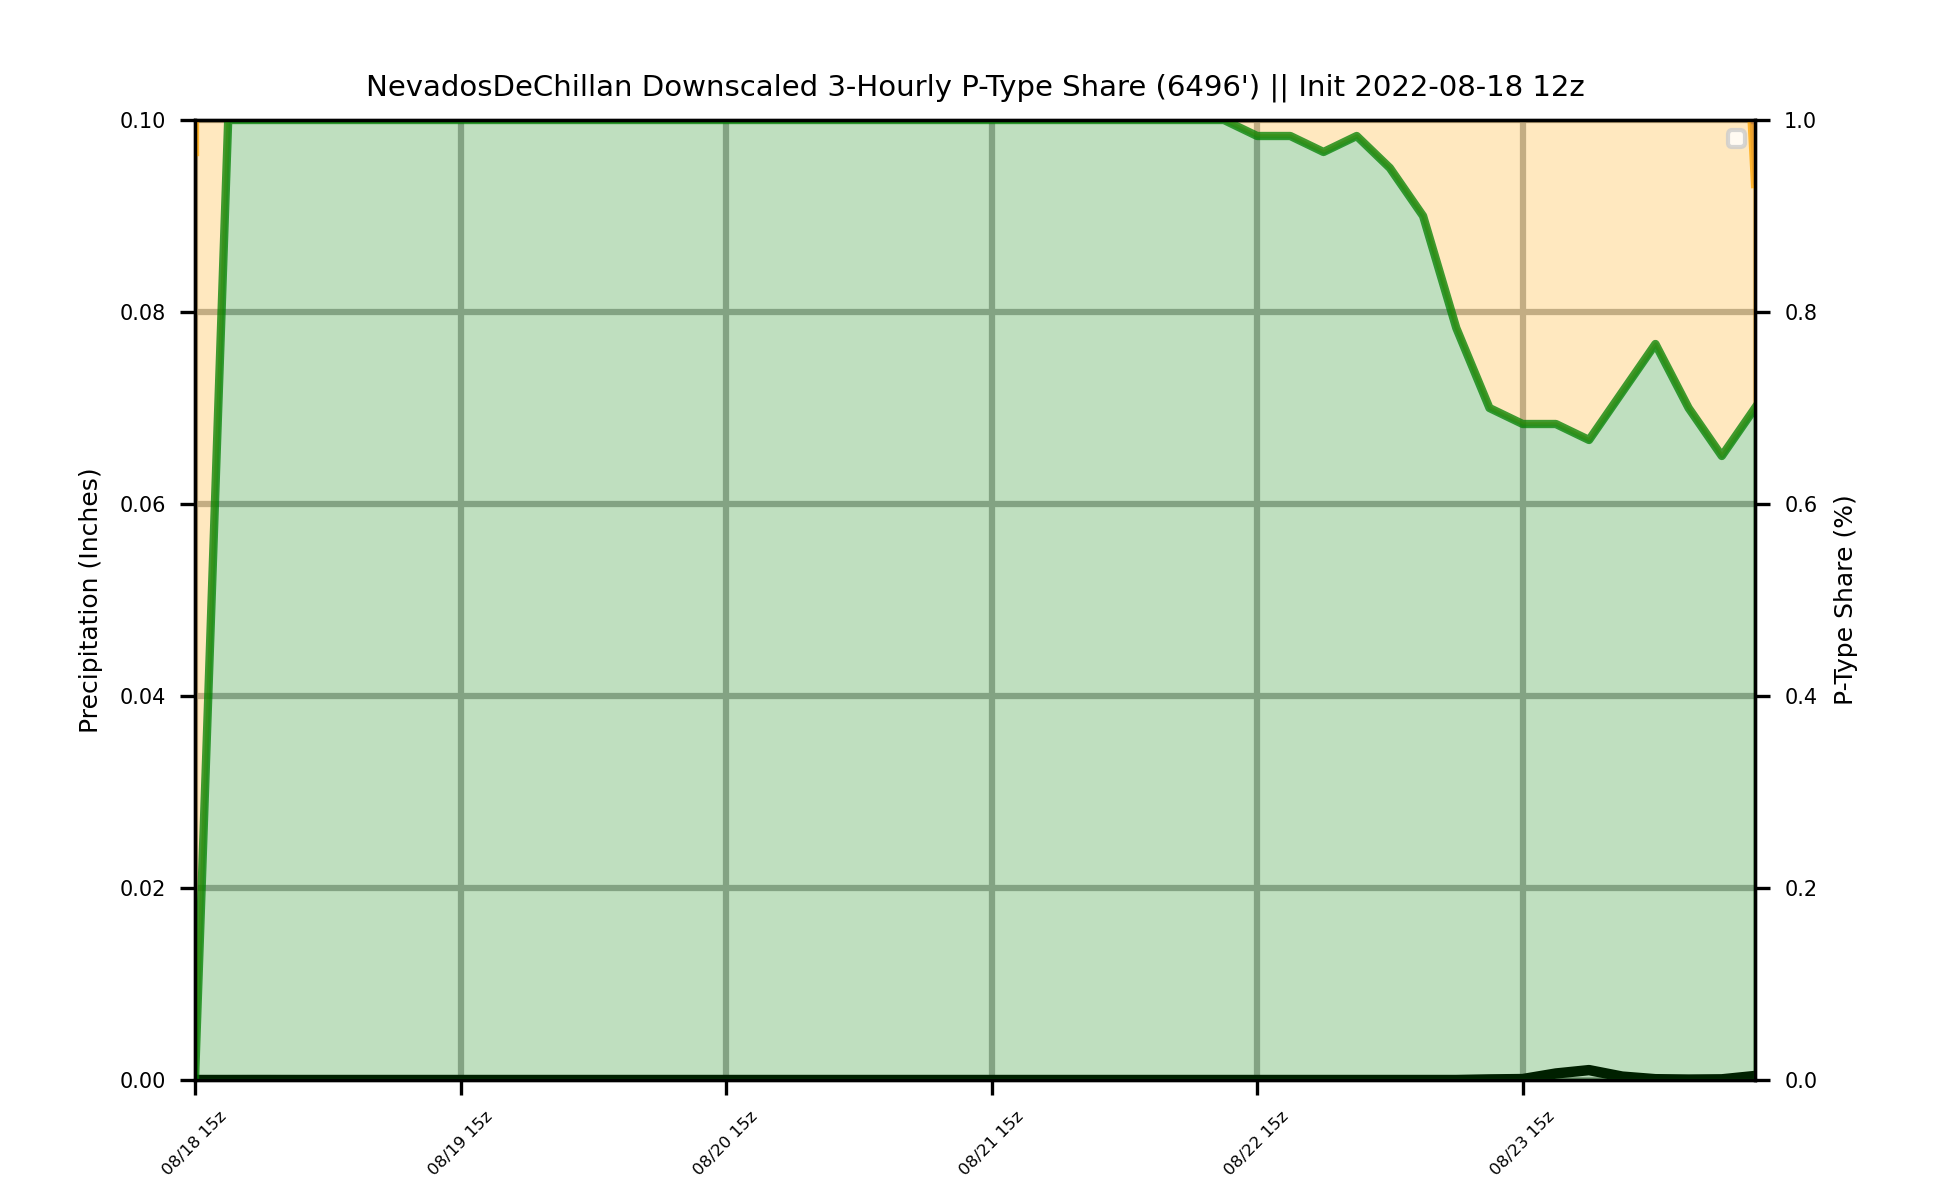 NevadosDeChillan Downscaled 3-Hourly P-Type Share (6496') || Init 2022-08-18 12z
0.10
0.08
0.06
0.04
0.02
0.00
Precipitation (Inches)
1.0
0.8
0.6
0.4
0.2
0.0
P-Type Share (%)
08/18 15z
08/19 15z
08/20 15z
08/21 15z
08/22 15z
08/23 15z